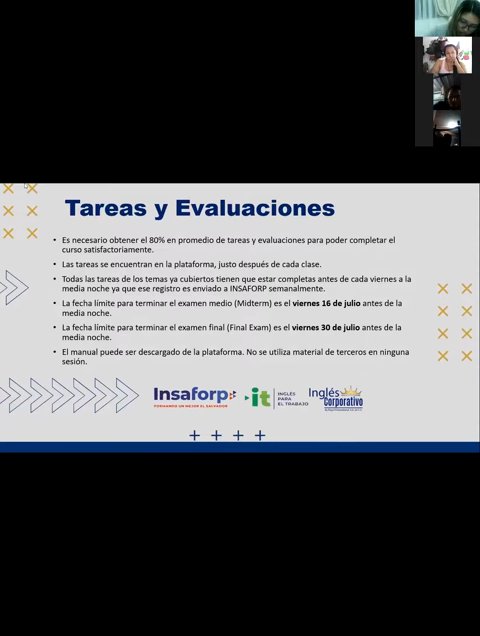 Tareas y Evaluaciones
• Es necesario obtener el 80% en promedio de tareas y evaluaciones para poder completar el
curso satisfactoriamente.
• Las tareas se encuentran en la plataforma, justo después de cada clase.
• Todas las tareas de los temas ya cubiertos tienen que estar completas antes de cada viernes a la
media noche ya que ese registro es enviado a INSAFORP semanalmente.
• La fecha límite para terminar el examen medio (Midterm) es el viernes 16 de julio antes de la
media noche.
• La fecha límite para terminar el examen final (Final Exam) es el viernes 30 de julio antes de la
media noche.
• El manual puede ser descargado de la plataforma. No se utiliza material de terceros en ninguna
sesión.
Insaforp
FORMANDO UN MEJOR EL SALVADOR
it
INGLES
PARA
EL TRABAJO
Inglés
Corporativo